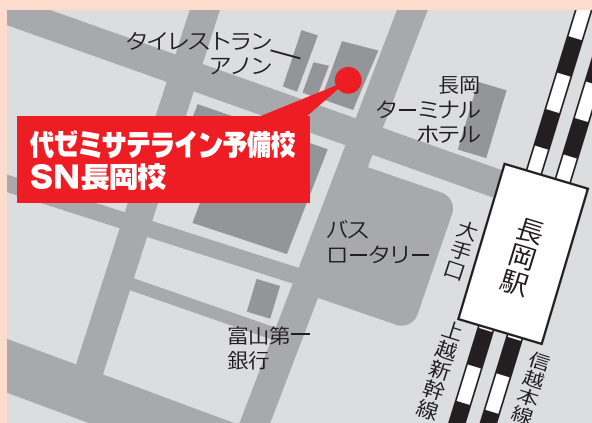 タイレストラン
アノン
長岡
ターミナル
ホテル
代ゼミサテライン予備校
SN長岡校
バス
ロータリー
大手口
長岡駅
富山第一
銀行
上越新幹線
信越本線